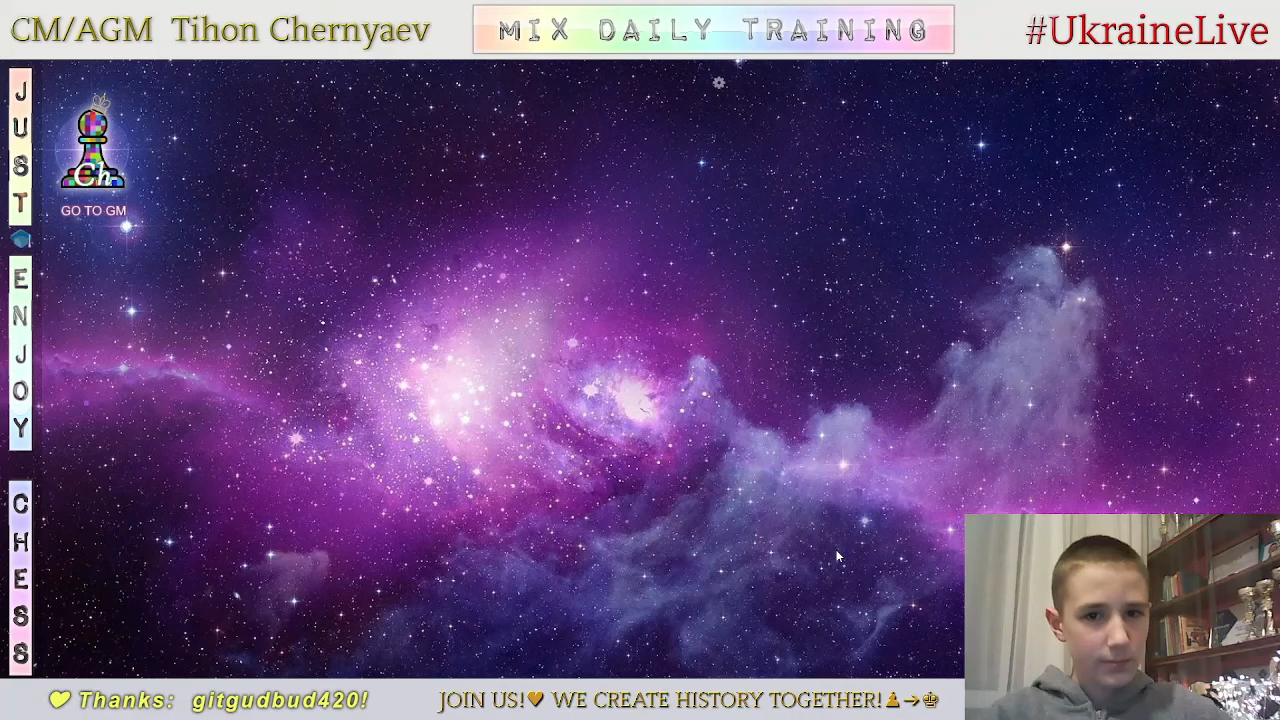 CM/AGM Tihon Chernyaev
MIX DAILY TRAINING
#UkraineLive
JUST
ENJOY
CHESS
Ch
GO TO GM
Thanks: gitgudbud420!
JOIN US! WE CREATE HISTORY TOGETHER!